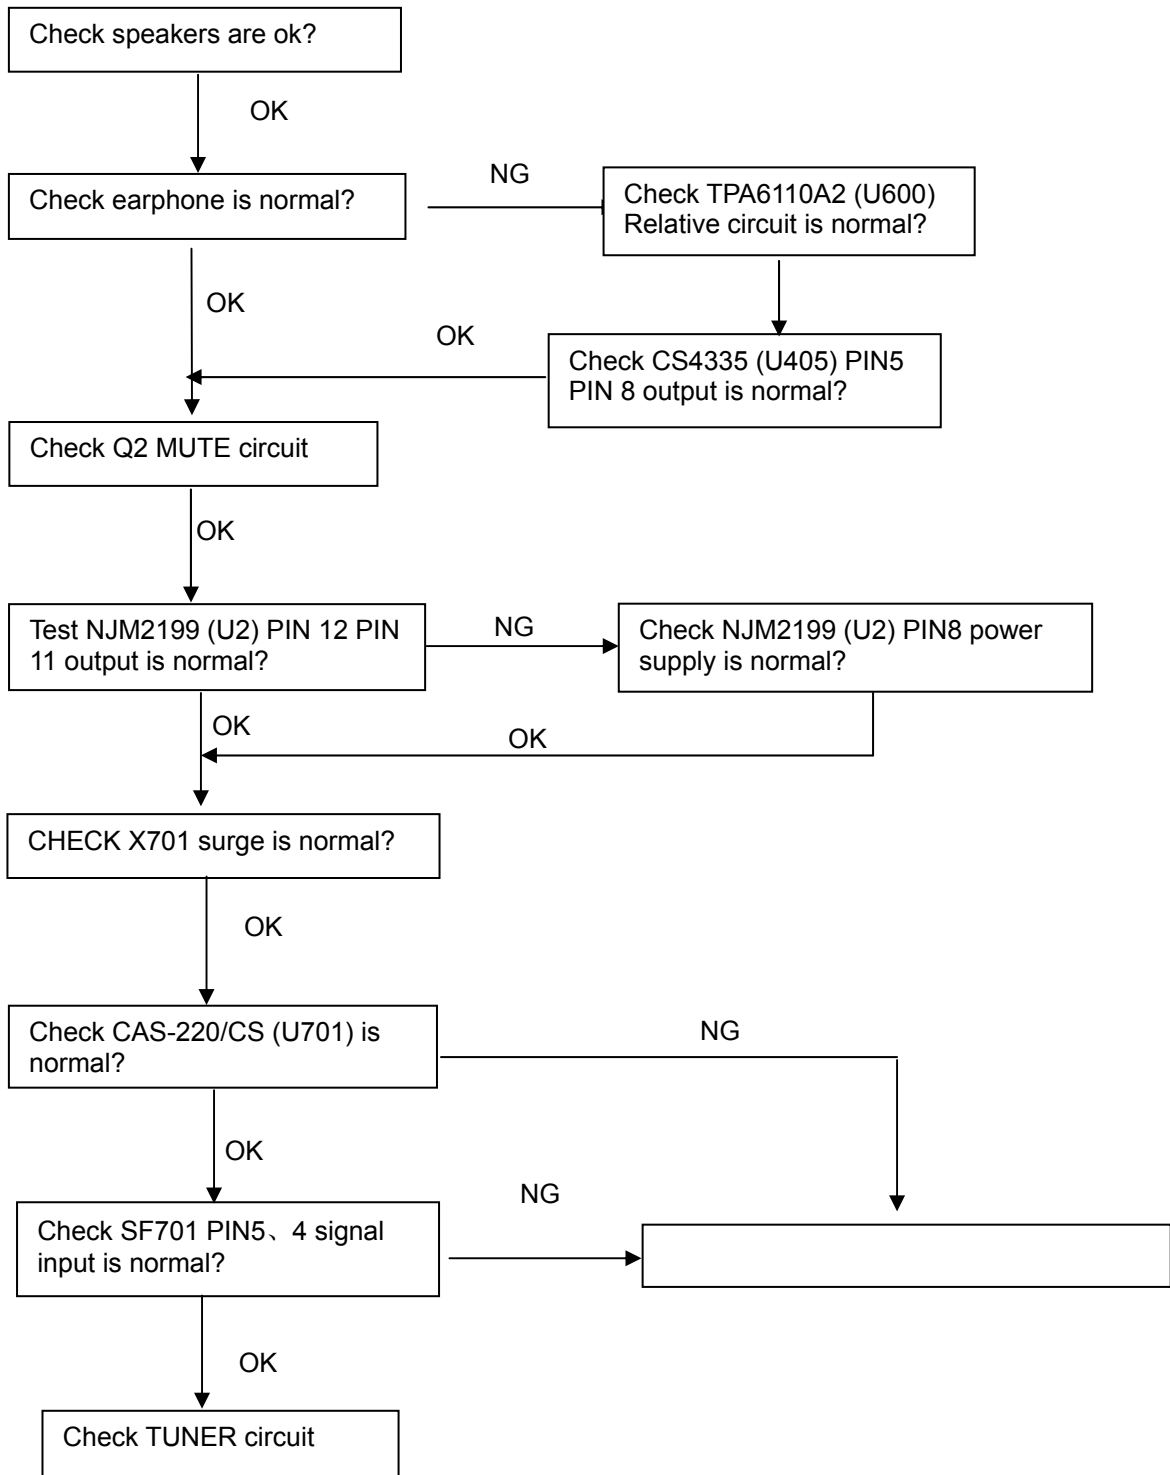 Check speakers are ok?
OK
Check earphone is normal?
NG
Check TPA6110A2 (U600)
Relative circuit is normal?
OK
OK
Check CS4335 (U405) PIN5
PIN 8 output is normal?
Check Q2 MUTE circuit
OK
Test NJM2199 (U2) PIN 12 PIN
11 output is normal?
NG
Check NJM2199 (U2) PIN8 power
supply is normal?
OK
OK
CHECK X701 surge is normal?
OK
Check CAS-220/CS (U701) is
normal?
NG
OK
Check SF701 PIN5、4 signal
input is normal?
NG
OK
Check TUNER circuit